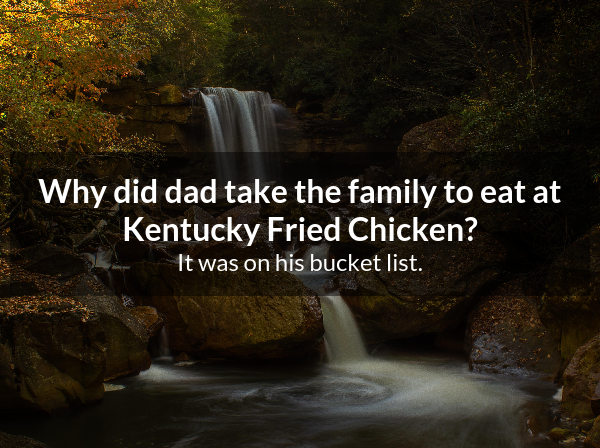 Why did dad take the family to eat at
Kentucky Fried Chicken?
It was on his bucket list.